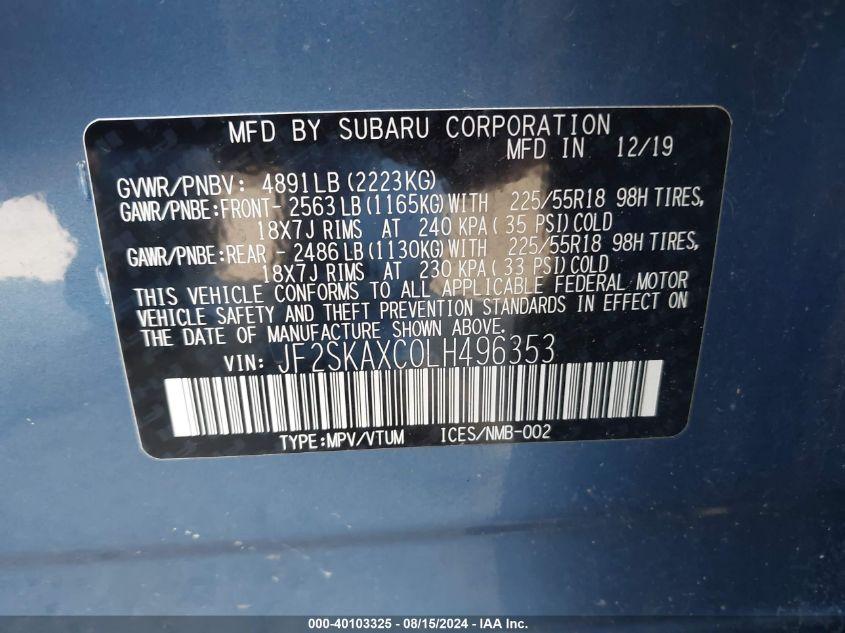 MFD BY SUBARU CORPORATION
MFD IN 12/19
GVWR/PNBV: 4891LB (2223KG)
GAWR/PNBE:FRONT- 2563LB (1165KG)WITH 225/55R18 98H TIRES,
18X7J RIMS AT 240 KPA (35 PSI)COLD
GAWR/PNBE:REAR - 2486LB (1130KG)WITH 225/55R18 98H TIRES,
18X7J RIMS AT 230 KPA (33 PSI)COLD
THIS VEHICLE CONFORMS TO ALL APPLICABLE FEDERAL MOTOR
VEHICLE SAFETY AND THEFT PREVENTION STANDARDS IN EFFECT ON
THE DATE OF MANUFACTURE SHOWN ABOVE.
VIN: JF2SKAXC0LH496353
TYPE:MPV/VTUM ICES/NMB-002
000-40103325 - 08/15/2024 - IAA Inc.